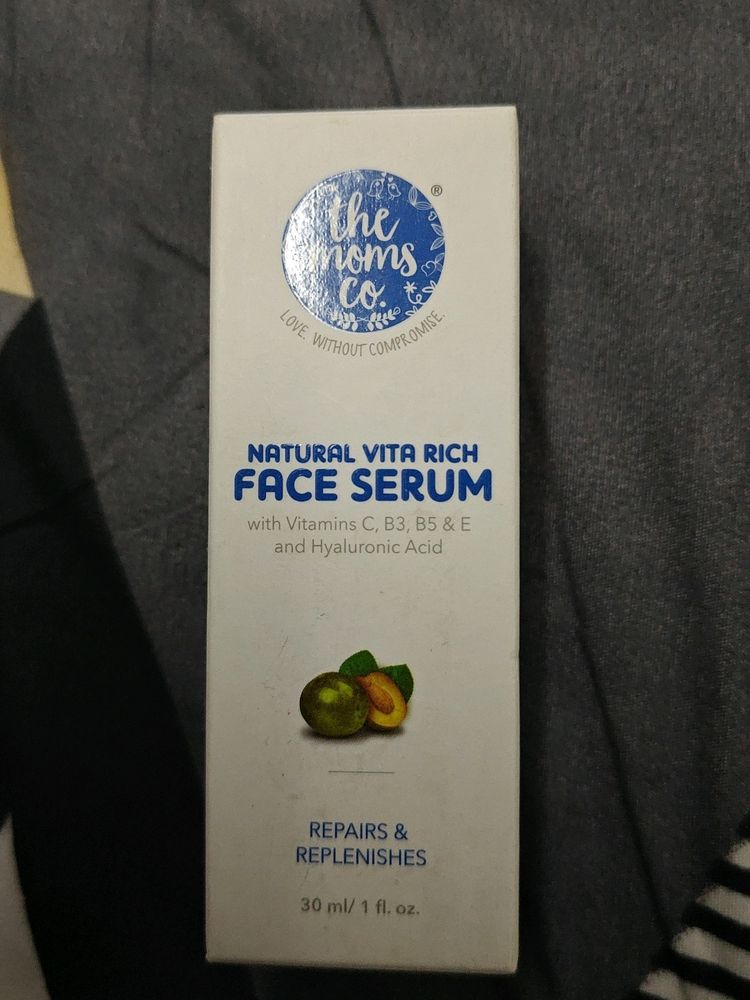 the
moms
co.
®
LOVE. WITHOUT COMPROMISE.
NATURAL VITA RICH
FACE SERUM
with Vitamins C, B3, B5 & E
and Hyaluronic Acid
REPAIRS &
REPLENISHES
30 ml/ 1 fl. oz.